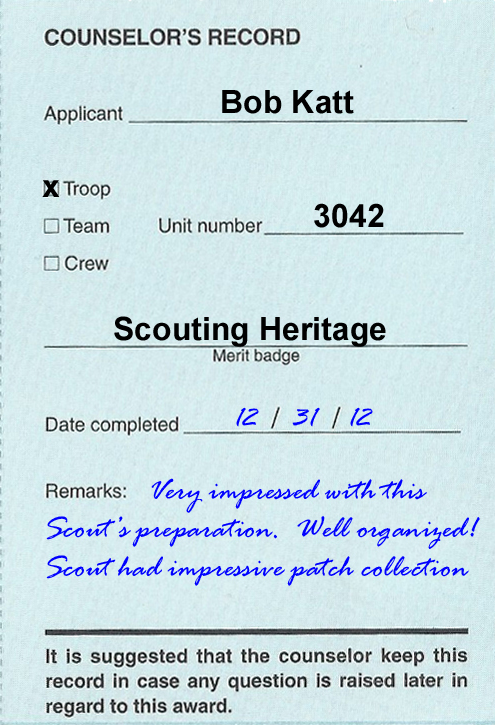 COUNSELOR'S RECORD
Applicant Bob Katt
X Troop
Team Unit number 3042
Crew
Scouting Heritage
Merit badge
Date completed 12 / 31 / 12
Remarks: Very impressed with this
Scout's preparation. Well organized!
Scout had impressive patch collection
It is suggested that the counselor keep this
record in case any question is raised later in
regard to this award.